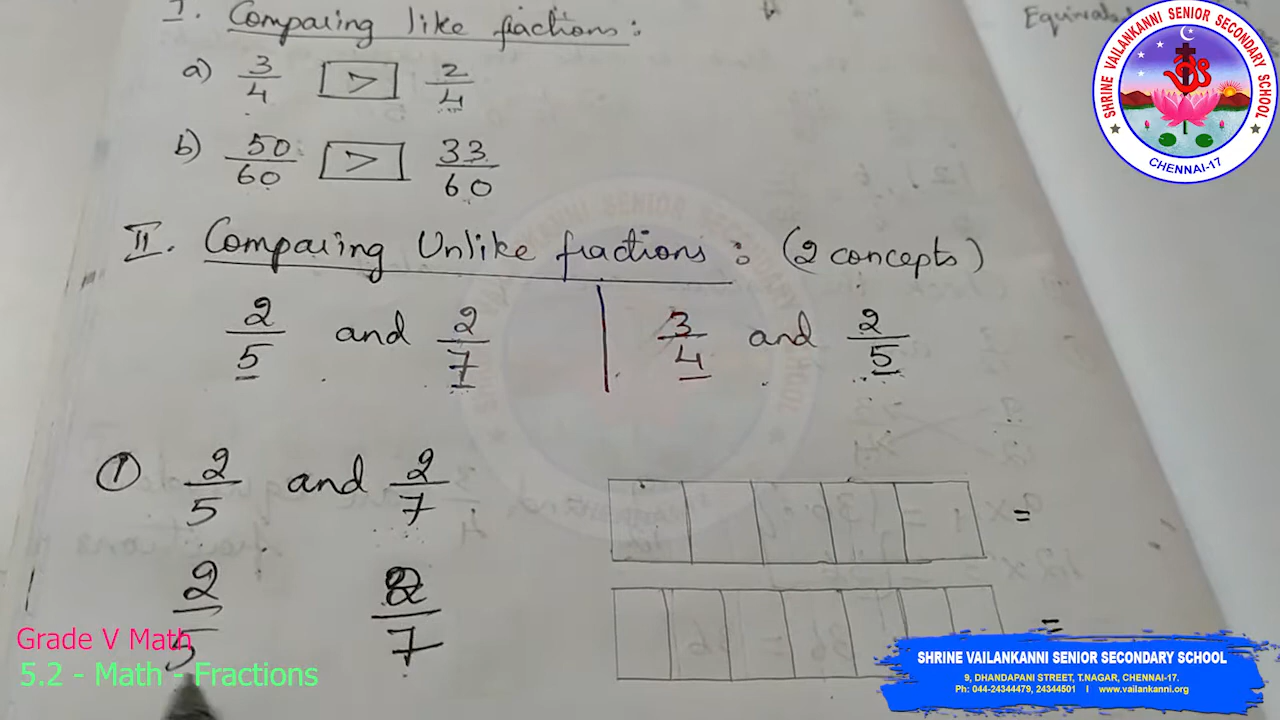 I. Comparing like fractions:
Equival
a) 3/4 > 2/4
b) 50/60 > 33/60
II. Comparing Unlike fractions: (2 concepts)
2/5 and 2/7 | 3/4 and 2/5
① 2/5 and 2/7
=
2/5 2/7
=
SHRINE VAILANKANNI SENIOR SECONDARY SCHOOL
CHENNAI-17
Grade V Math
5.2 - Math - Fractions
SHRINE VAILANKANNI SENIOR SECONDARY SCHOOL
9, DHANDAPANI STREET, T.NAGAR, CHENNAI-17.
Ph: 044-24344479, 24344501 I www.vailankanni.org